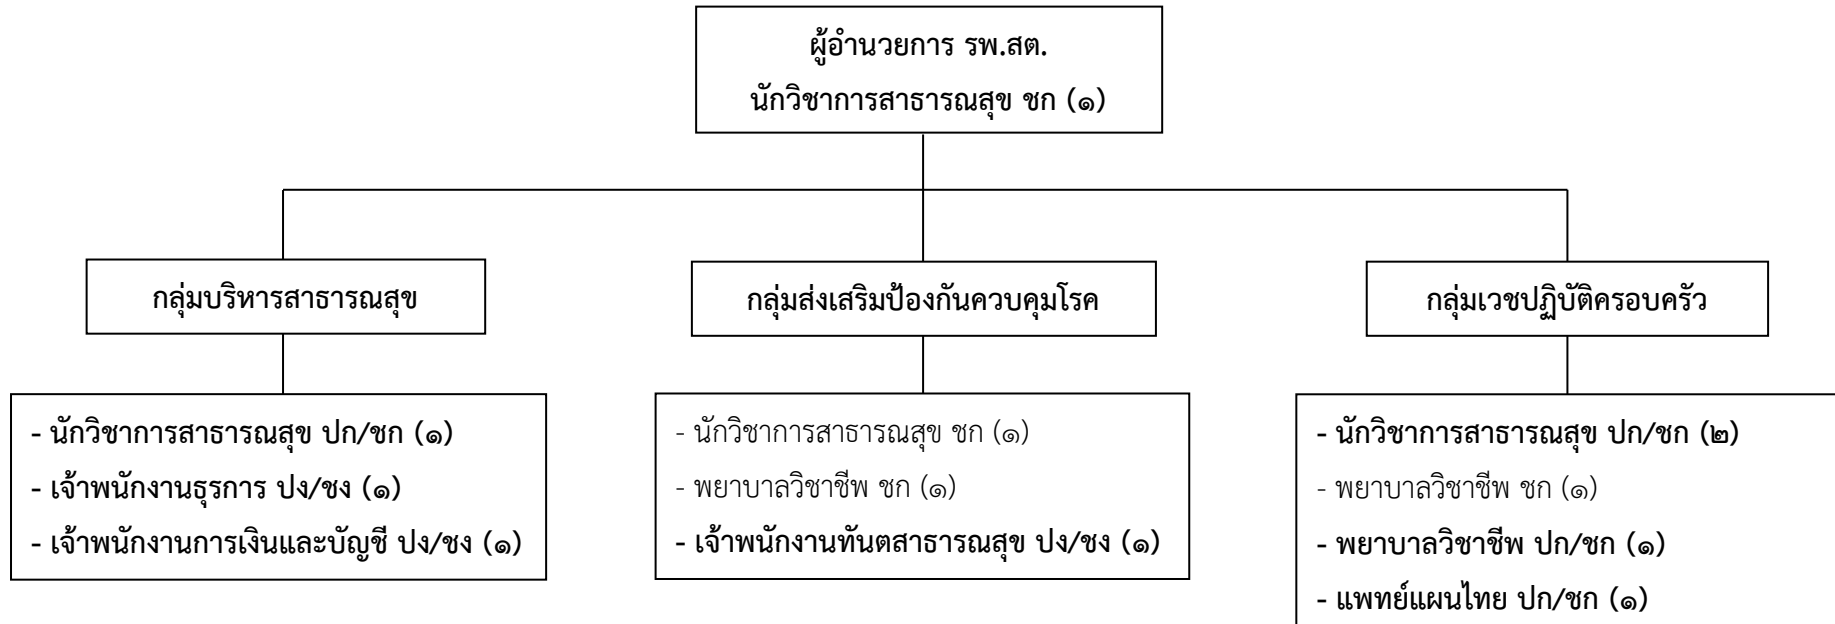 ผู้อำนวยการ รพ.สต.
นักวิชาการสาธารณสุข ชก (๑)
กลุ่มบริหารสาธารณสุข
กลุ่มส่งเสริมป้องกันควบคุมโรค
กลุ่มเวชปฏิบัติครอบครัว
- นักวิชาการสาธารณสุข ปก/ชก (๑)
- เจ้าพนักงานธุรการ ปง/ชง (๑)
- เจ้าพนักงานการเงินและบัญชี ปง/ชง (๑)
- นักวิชาการสาธารณสุข ชก (๑)
- พยาบาลวิชาชีพ ชก (๑)
- เจ้าพนักงานทันตสาธารณสุข ปง/ชง (๑)
- นักวิชาการสาธารณสุข ปก/ชก (๒)
- พยาบาลวิชาชีพ ชก (๑)
- พยาบาลวิชาชีพ ปก/ชก (๑)
- แพทย์แผนไทย ปก/ชก (๑)